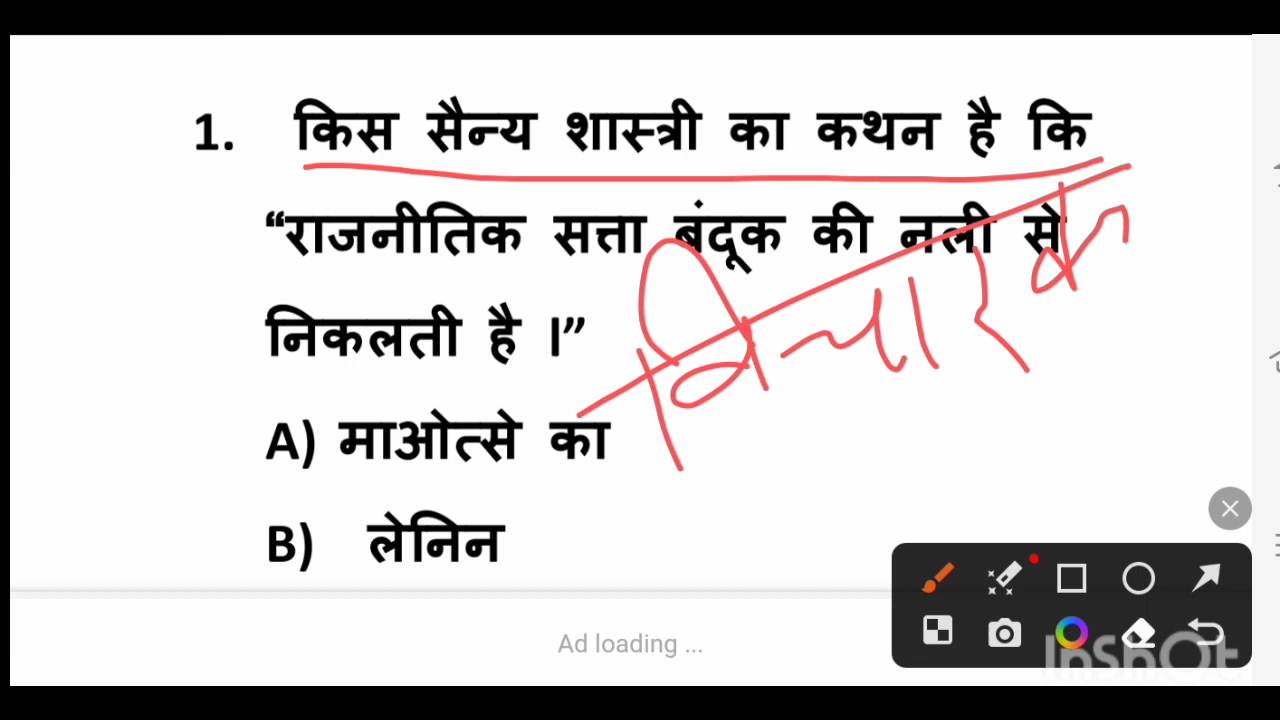 1. किस सैन्य शास्त्री का कथन है कि
“राजनीतिक सत्ता बंदूक की नली से
निकलती है ।”
विचारक
A) माओत्से का
B) लेनिन
Ad loading ...
InShOt